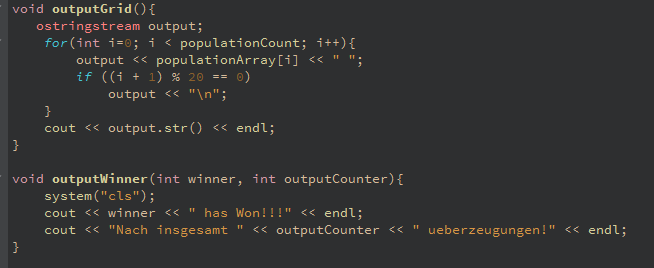 void outputGrid(){
ostringstream output;
for(int i=0; i < populationCount; i++){
output << populationArray[i] << " ";
if ((i + 1) % 20 == 0)
output << "\n";
}
cout << output.str() << endl;
}
void outputWinner(int winner, int outputCounter){
system("cls");
cout << winner << " has Won!!!" << endl;
cout << "Nach insgesamt " << outputCounter << " ueberzeugungen!" << endl;
}